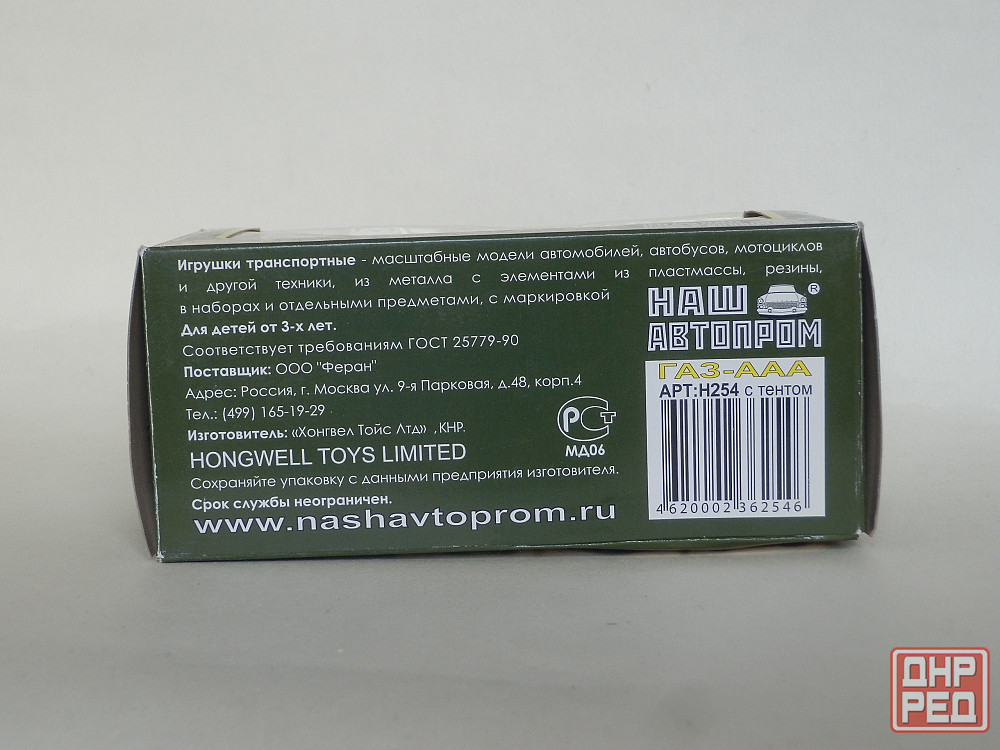 Игрушки транспортные - масштабные модели автомобилей, автобусов, мотоциклов
и другой техники, из металла с элементами из пластмассы, резины,
в наборах и отдельными предметами, с маркировкой
НАШ АВТОПРОМ ®
Для детей от 3-х лет.
Соответствует требованиям ГОСТ 25779-90
Поставщик: ООО "Феран"
Адрес: Россия, г. Москва ул. 9-я Парковая, д.48, корп.4
Тел.: (499) 165-19-29
Изготовитель: «Хонгвел Тойс Лтд» ,КНР.
HONGWELL TOYS LIMITED
Сохраняйте упаковку с данными предприятия изготовителя.
Срок службы неограничен.
www.nashavtoprom.ru
РСТ
МД06
ГАЗ-ААА
АРТ:Н254 с тентом
4620002362546
ДНР
РЕД